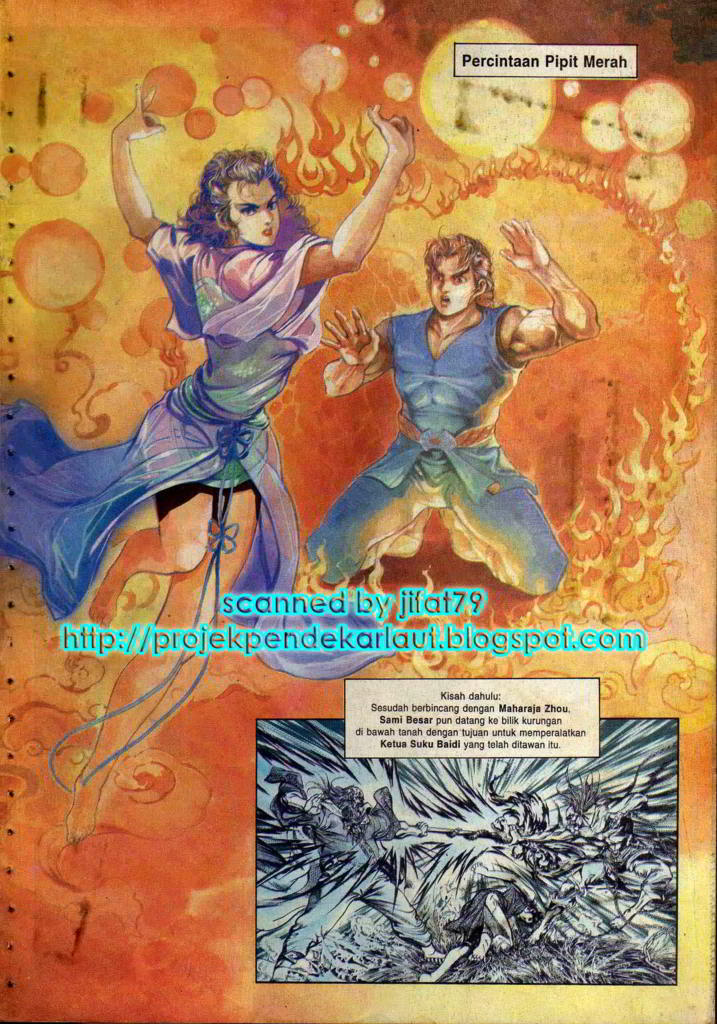 Percintaan Pipit Merah
scanned by jifat79
http://projekpendekarlaut.blogspot.com
Kisah dahulu:
Sesudah berbincang dengan Maharaja Zhou,
Sami Besar pun datang ke bilik kurungan
di bawah tanah dengan tujuan untuk memperalatkan
Ketua Suku Baidi yang telah ditawan itu.